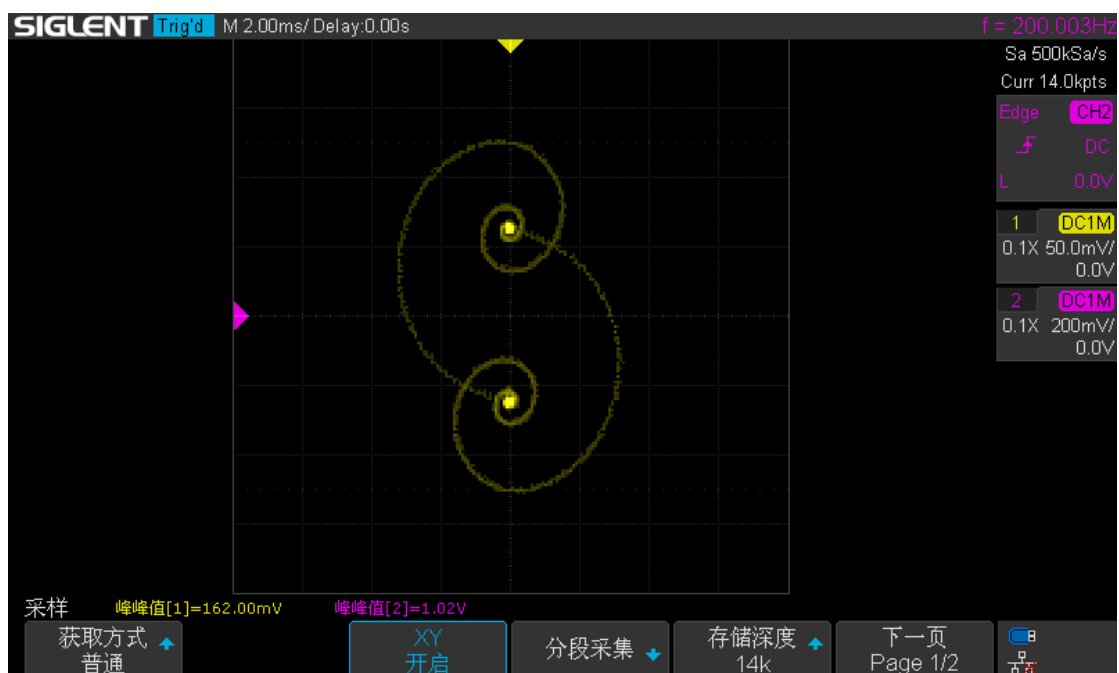 SIGLENT Trig'd M 2.00ms/ Delay:0.00s f = 200.003Hz
Sa 500kSa/s
Curr 14.0kpts
Edge CH2
DC
L 0.0V
1 DC1M
0.1X 50.0mV/
0.0V
2 DC1M
0.1X 200mV/
0.0V
采样 峰峰值[1]=162.00mV 峰峰值[2]=1.02V
获取方式
普通
XY
开启
分段采集
存储深度
14k
下一页
Page 1/2